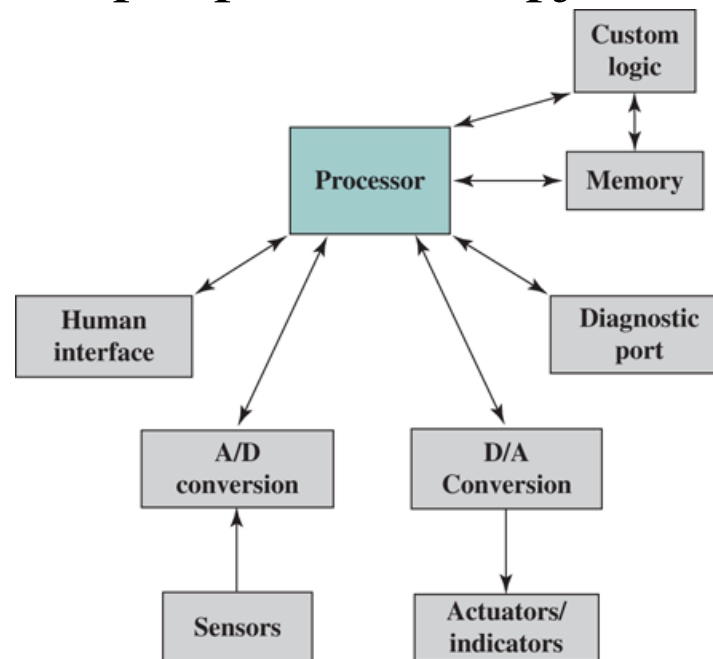 Custom
logic
Processor
Memory
Human
interface
Diagnostic
port
A/D
conversion
D/A
Conversion
Sensors
Actuators/
indicators